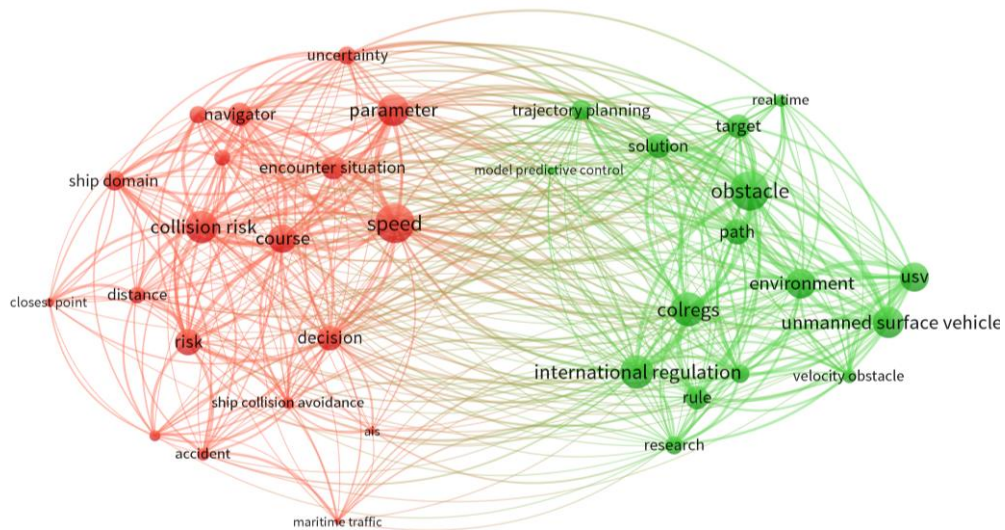 uncertainty
navigator
parameter
trajectory planning
real time
target
solution
encounter situation
model predictive control
ship domain
obstacle
collision risk
course
speed
path
closest point
distance
environment
usv
colregs
unmanned surface vehicle
risk
decision
international regulation
velocity obstacle
rule
ship collision avoidance
ais
research
accident
maritime traffic